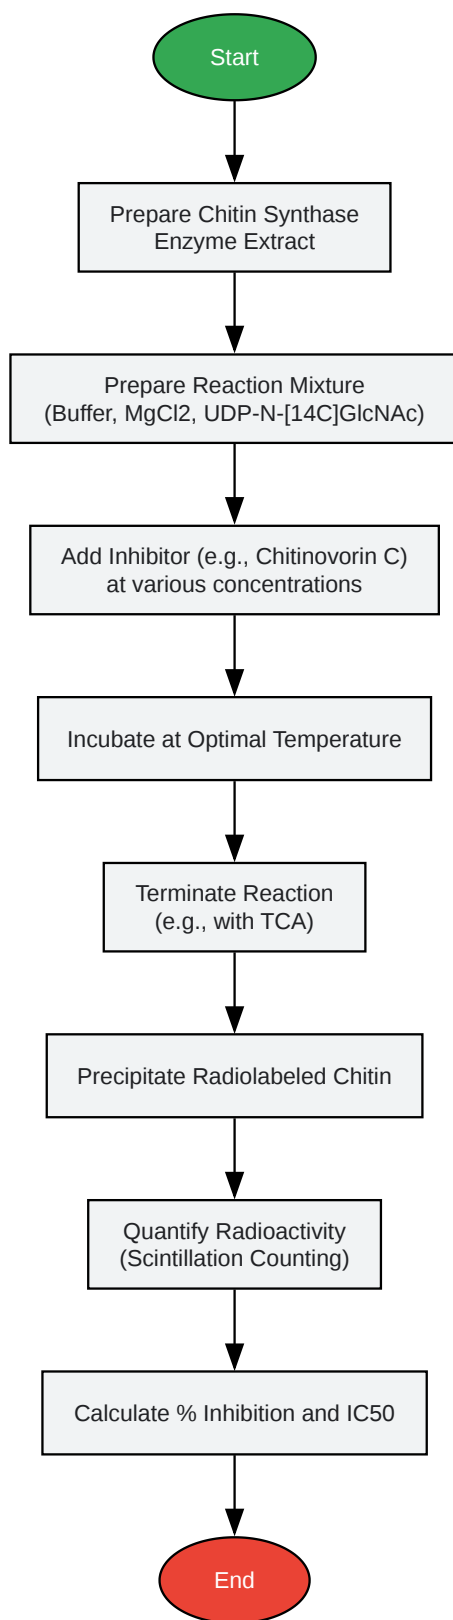 Start
Prepare Chitin Synthase
Enzyme Extract
Prepare Reaction Mixture
(Buffer, MgCl2, UDP-N-[14C]GlcNAc)
Add Inhibitor (e.g., Chitinovorin C)
at various concentrations
Incubate at Optimal Temperature
Terminate Reaction
(e.g., with TCA)
Precipitate Radiolabeled Chitin
Quantify Radioactivity
(Scintillation Counting)
Calculate % Inhibition and IC50
End